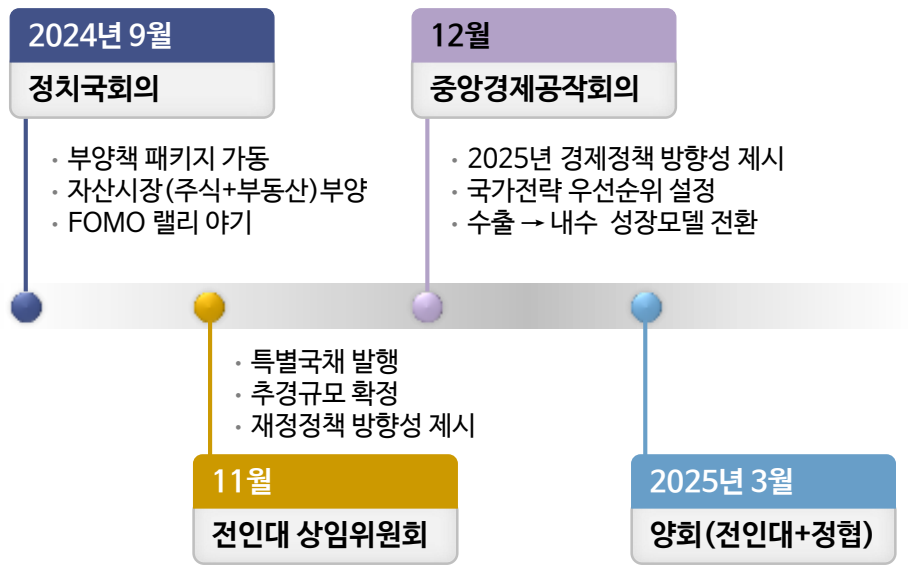 2024년 9월
정치국회의
· 부양책 패키지 가동
· 자산시장(주식+부동산)부양
· FOMO 랠리 야기
12월
중앙경제공작회의
· 2025년 경제정책 방향성 제시
· 국가전략 우선순위 설정
· 수출 → 내수 성장모델 전환
· 특별국채 발행
· 추경규모 확정
· 재정정책 방향성 제시
11월
전인대 상임위원회
2025년 3월
양회(전인대+정협)